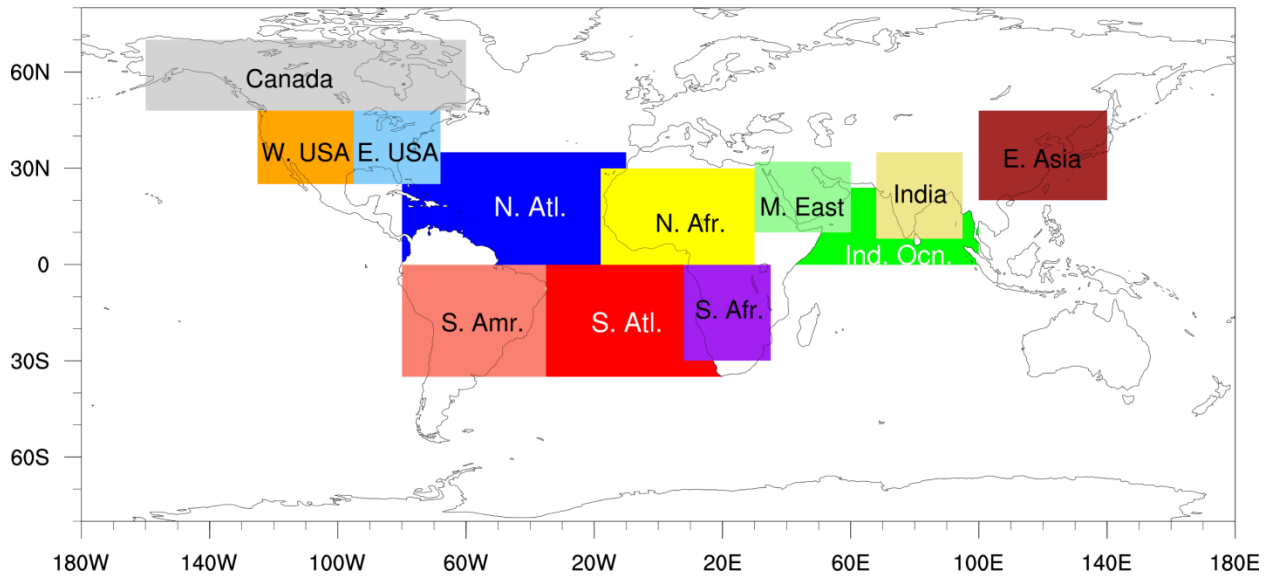 60N
Canada
W. USA
E. USA
30N
E. Asia
India
N. Atl.
M. East
N. Afr.
Ind. Ocn.
0
S. Afr.
S. Amr.
S. Atl.
30S
60S
180W
140W
100W
60W
20W
20E
60E
100E
140E
180E